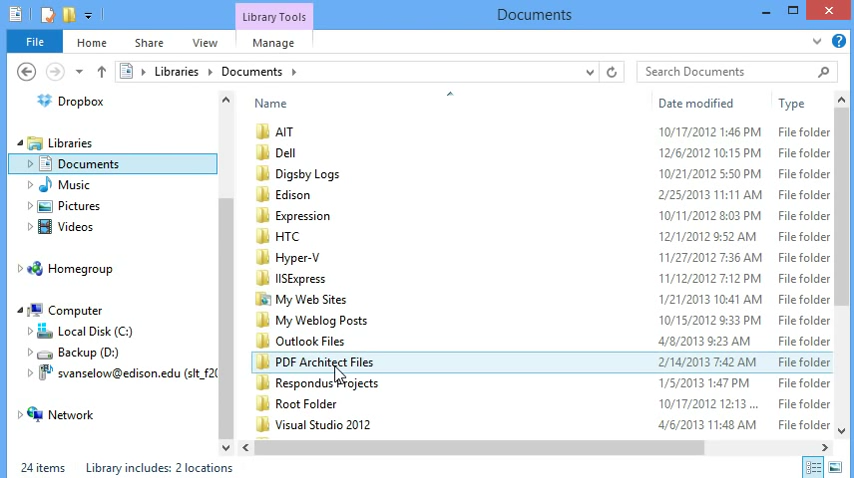 Library Tools
Documents
File Home Share View Manage
Libraries Documents
Search Documents
Dropbox
Libraries
Documents
Music
Pictures
Videos
Homegroup
Computer
Local Disk (C:)
Backup (D:)
svanselow@edison.edu (slt_f20
Network
Name Date modified Type
AIT 10/17/2012 1:46 PM File folder
Dell 12/6/2012 10:15 PM File folder
Digsby Logs 10/21/2012 5:50 PM File folder
Edison 2/25/2013 11:11 AM File folder
Expression 10/11/2012 8:03 PM File folder
HTC 12/1/2012 9:52 AM File folder
Hyper-V 11/27/2012 7:36 AM File folder
IISExpress 11/12/2012 7:12 PM File folder
My Web Sites 1/21/2013 10:41 AM File folder
My Weblog Posts 10/15/2012 9:33 PM File folder
Outlook Files 4/8/2013 9:23 AM File folder
PDF Architect Files 2/14/2013 7:42 AM File folder
Respondus Projects 1/5/2013 1:47 PM File folder
Root Folder 10/17/2012 12:13 ... File folder
Visual Studio 2012 4/6/2013 11:48 AM File folder
24 items Library includes: 2 locations